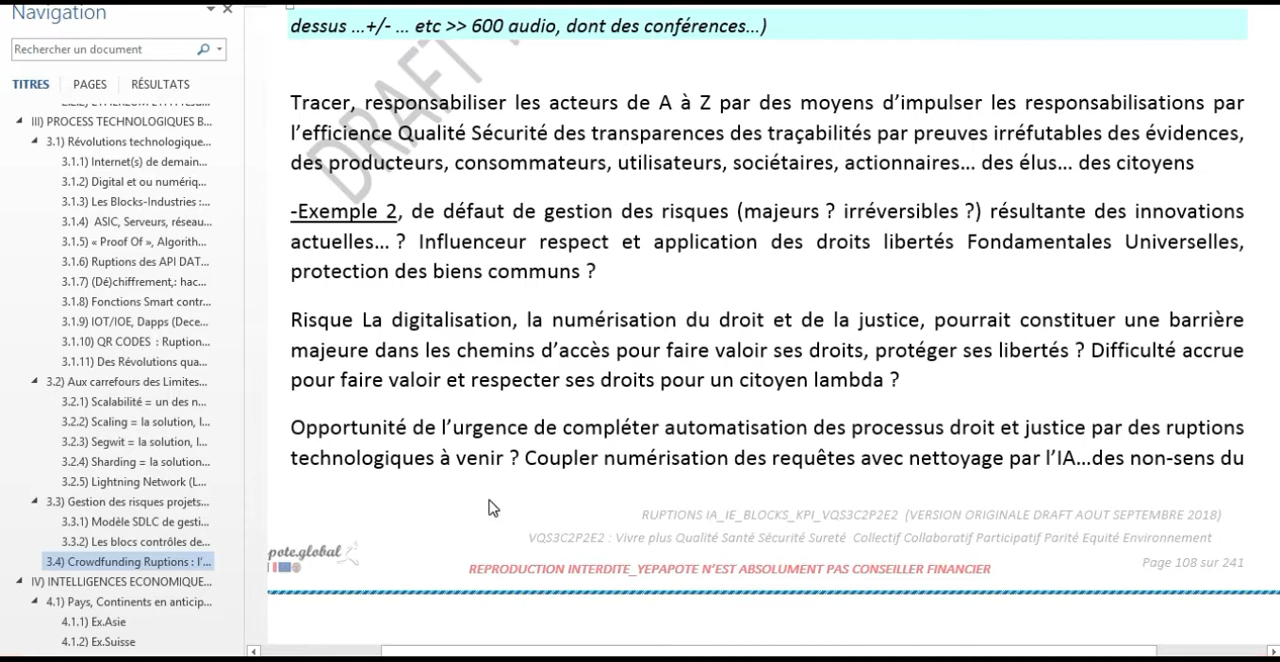 Navigation
Rechercher un document
TITRES PAGES RÉSULTATS
III) PROCESS TECHNOLOGIQUES B...
3.1) Révolutions technologique...
3.1.1) Internet(s) de demain...
3.1.2) Digital et ou numériq...
3.1.3) Les Blocks-Industries :...
3.1.4) ASIC, Serveurs, réseau...
3.1.5) « Proof Of », Algorith...
3.1.6) Ruptions des API DAT...
3.1.7) (Dé)chiffrement,: hac...
3.1.8) Fonctions Smart contr...
3.1.9) IOT/IOE, Dapps (Dece...
3.1.10) QR CODES : Ruption...
3.1.11) Des Révolutions qua...
3.2) Aux carrefours des Limites...
3.2.1) Scalabilité = un des n...
3.2.2) Scaling = la solution, l...
3.2.3) Segwit = la solution, l...
3.2.4) Sharding = la solution...
3.2.5) Lightning Network (L...
3.3) Gestion des risques projets...
3.3.1) Modèle SDLC de gesti...
3.3.2) Les blocs contrôles de...
3.4) Crowdfunding Ruptions : l'...
IV) INTELLIGENCES ECONOMIQUE...
4.1) Pays, Continents en anticip...
4.1.1) Ex.Asie
4.1.2) Ex.Suisse
dessus ...+/- ... etc >> 600 audio, dont des conférences...)
DRAFT
Tracer, responsabiliser les acteurs de A à Z par des moyens d'impulser les responsabilisations par
l'efficience Qualité Sécurité des transparences des traçabilités par preuves irréfutables des évidences,
des producteurs, consommateurs, utilisateurs, sociétaires, actionnaires... des élus... des citoyens
-Exemple 2, de défaut de gestion des risques (majeurs ? irréversibles ?) résultante des innovations
actuelles... ? Influenceur respect et application des droits libertés Fondamentales Universelles,
protection des biens communs ?
Risque La digitalisation, la numérisation du droit et de la justice, pourrait constituer une barrière
majeure dans les chemins d'accès pour faire valoir ses droits, protéger ses libertés ? Difficulté accrue
pour faire valoir et respecter ses droits pour un citoyen lambda ?
Opportunité de l'urgence de compléter automatisation des processus droit et justice par des ruptions
technologiques à venir ? Coupler numérisation des requêtes avec nettoyage par l'IA...des non-sens du
RUPTIONS IA_IE_BLOCKS_KPI_VQS3C2P2E2 (VERSION ORIGINALE DRAFT AOUT SEPTEMBRE 2018)
VQS3C2P2E2 : Vivre plus Qualité Santé Sécurité Sureté Collectif Collaboratif Participatif Parité Equité Environnement
pote.global
REPRODUCTION INTERDITE_YEPAPOTE N'EST ABSOLUMENT PAS CONSEILLER FINANCIER
Page 108 sur 241